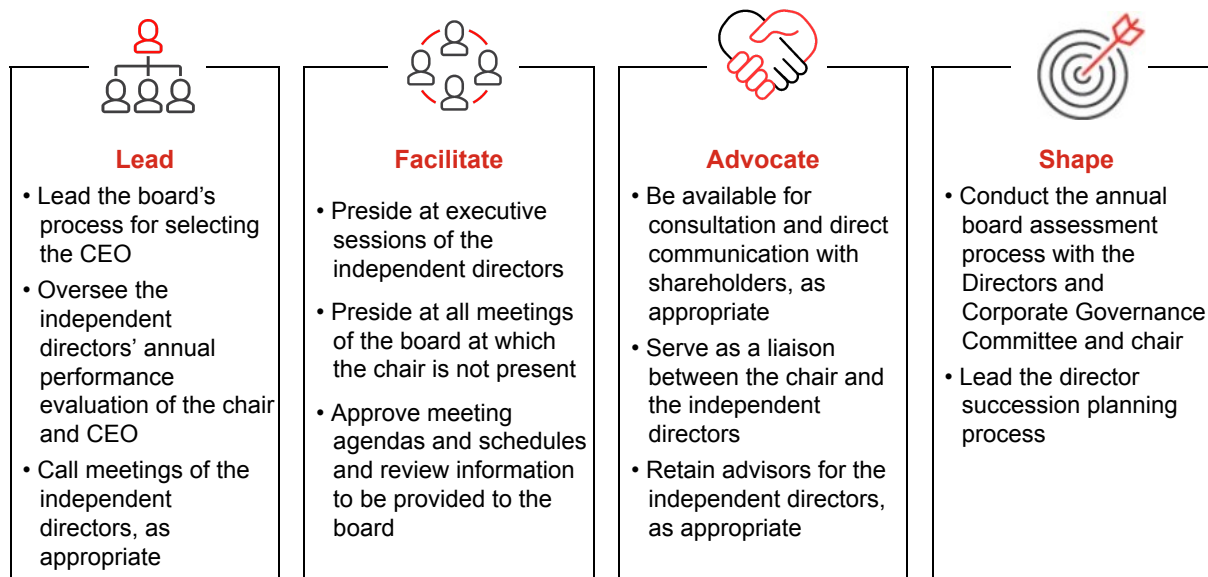 Lead
• Lead the board’s
process for selecting
the CEO
• Oversee the
independent
directors’ annual
performance
evaluation of the chair
and CEO
• Call meetings of the
independent
directors, as
appropriate
Facilitate
• Preside at executive
sessions of the
independent directors
• Preside at all meetings
of the board at which
the chair is not present
• Approve meeting
agendas and schedules
and review information
to be provided to the
board
Advocate
• Be available for
consultation and direct
communication with
shareholders, as
appropriate
• Serve as a liaison
between the chair and
the independent
directors
• Retain advisors for the
independent directors,
as appropriate
Shape
• Conduct the annual
board assessment
process with the
Directors and
Corporate Governance
Committee and chair
• Lead the director
succession planning
process